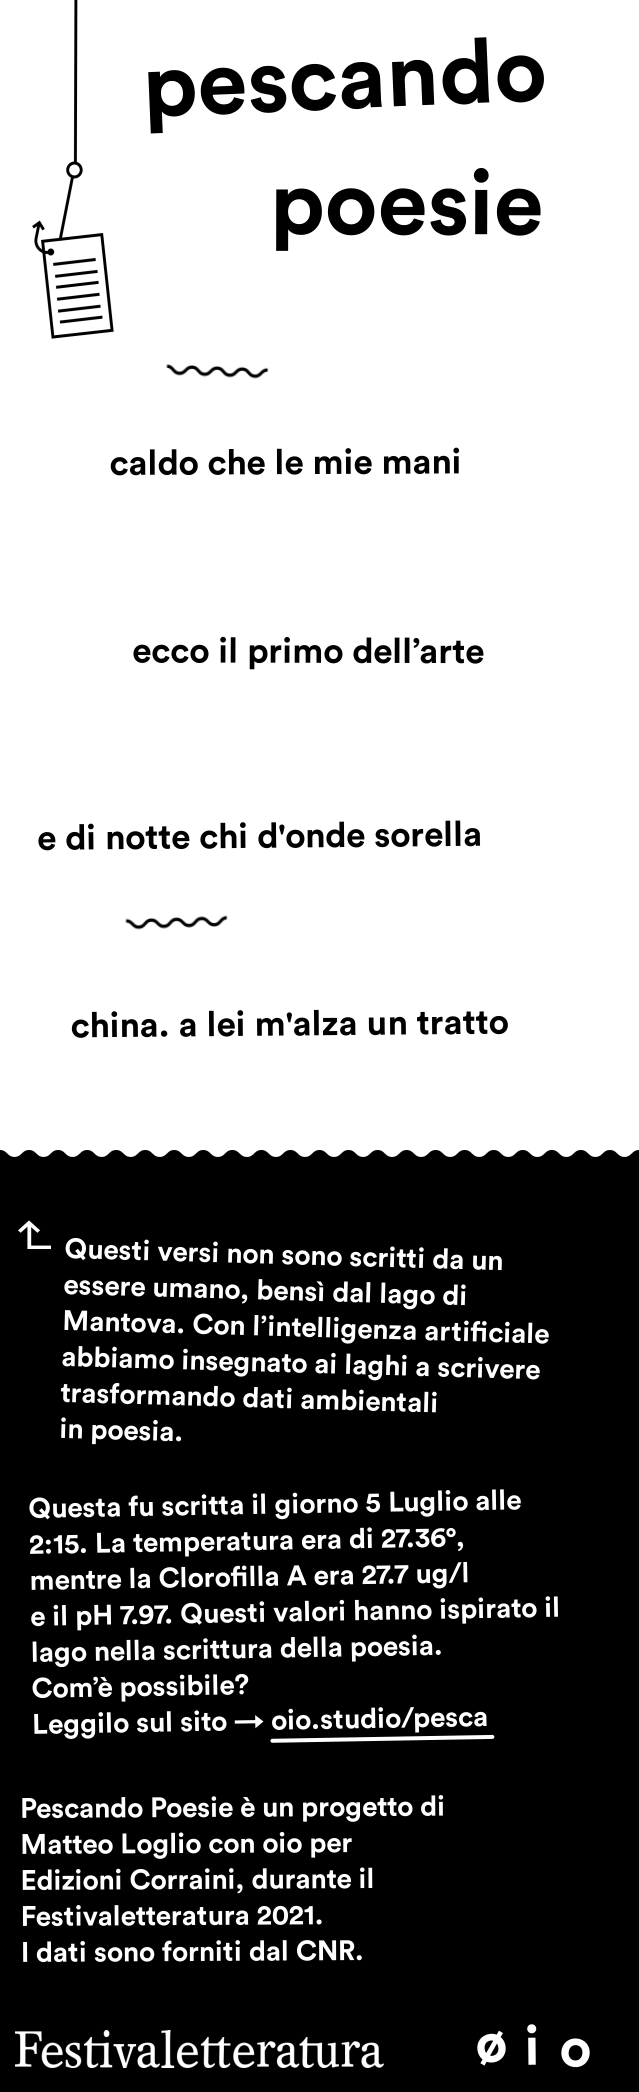 pescando
poesie
caldo che le mie mani
ecco il primo dell’arte
e di notte chi d'onde sorella
china. a lei m'alza un tratto
Questi versi non sono scritti da un
essere umano, bensì dal lago di
Mantova. Con l’intelligenza artificiale
abbiamo insegnato ai laghi a scrivere
trasformando dati ambientali
in poesia.
Questa fu scritta il giorno 5 Luglio alle
2:15. La temperatura era di 27.36°,
mentre la Clorofilla A era 27.7 ug/l
e il pH 7.97. Questi valori hanno ispirato il
lago nella scrittura della poesia.
Com’è possibile?
Leggilo sul sito → oio.studio/pesca
Pescando Poesie è un progetto di
Matteo Loglio con oio per
Edizioni Corraini, durante il
Festivaletteratura 2021.
I dati sono forniti dal CNR.
Festivaletteratura øio